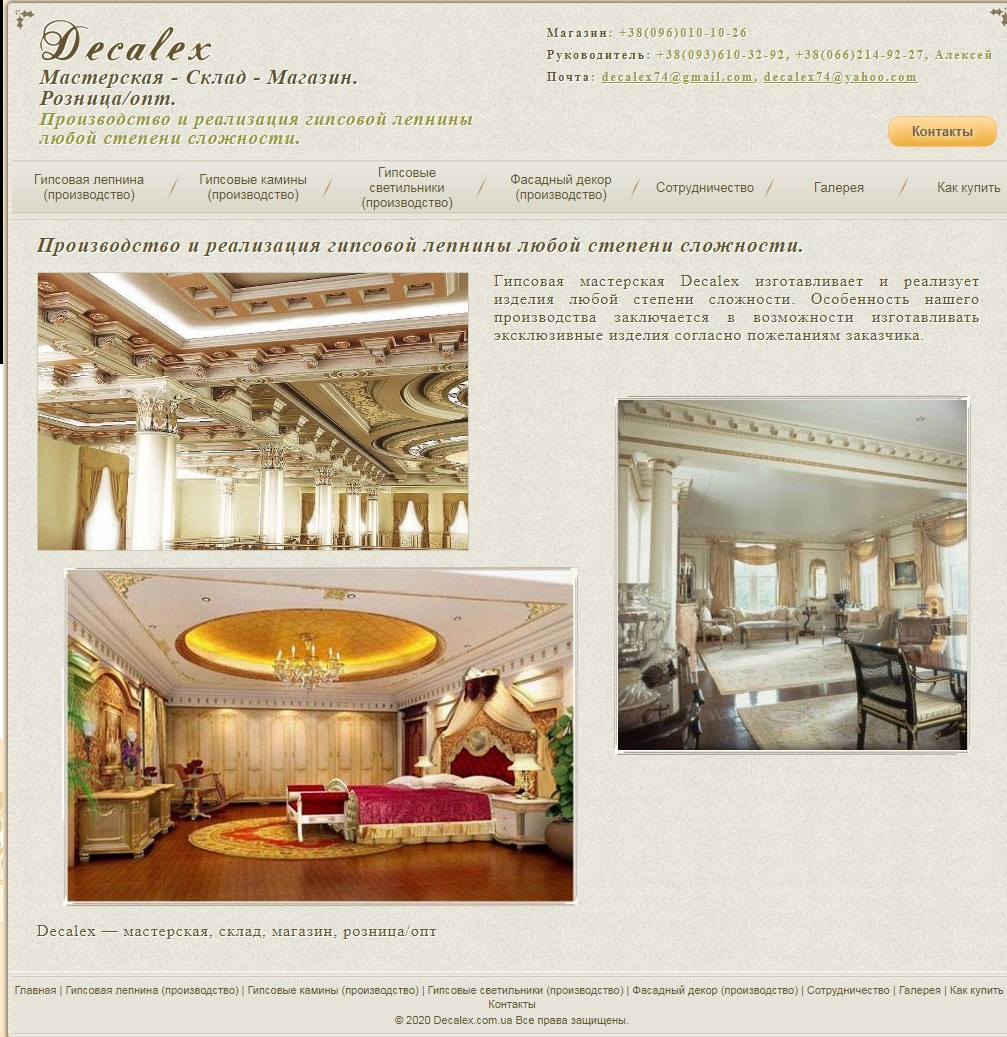 Decalex
Мастерская - Склад - Магазин.
Розница/опт.
Производство и реализация гипсовой лепнины
любой степени сложности.
Магазин: +38(096)010-10-26
Руководитель: +38(093)610-32-92, +38(066)214-92-27, Алексей
Почта: decalex74@gmail.com, decalex74@yahoo.com
Контакты
Гипсовая лепнина
(производство)
Гипсовые камины
(производство)
Гипсовые
светильники
(производство)
Фасадный декор
(производство)
Сотрудничество
Галерея
Как купить
Производство и реализация гипсовой лепнины любой степени сложности.
Гипсовая мастерская Decalex изготавливает и реализует
изделия любой степени сложности. Особенность нашего
производства заключается в возможности изготавливать
эксклюзивные изделия согласно пожеланиям заказчика.
Decalex — мастерская, склад, магазин, розница/опт
Главная | Гипсовая лепнина (производство) | Гипсовые камины (производство) | Гипсовые светильники (производство) | Фасадный декор (производство) | Сотрудничество | Галерея | Как купить
Контакты
© 2020 Decalex.com.ua Все права защищены.